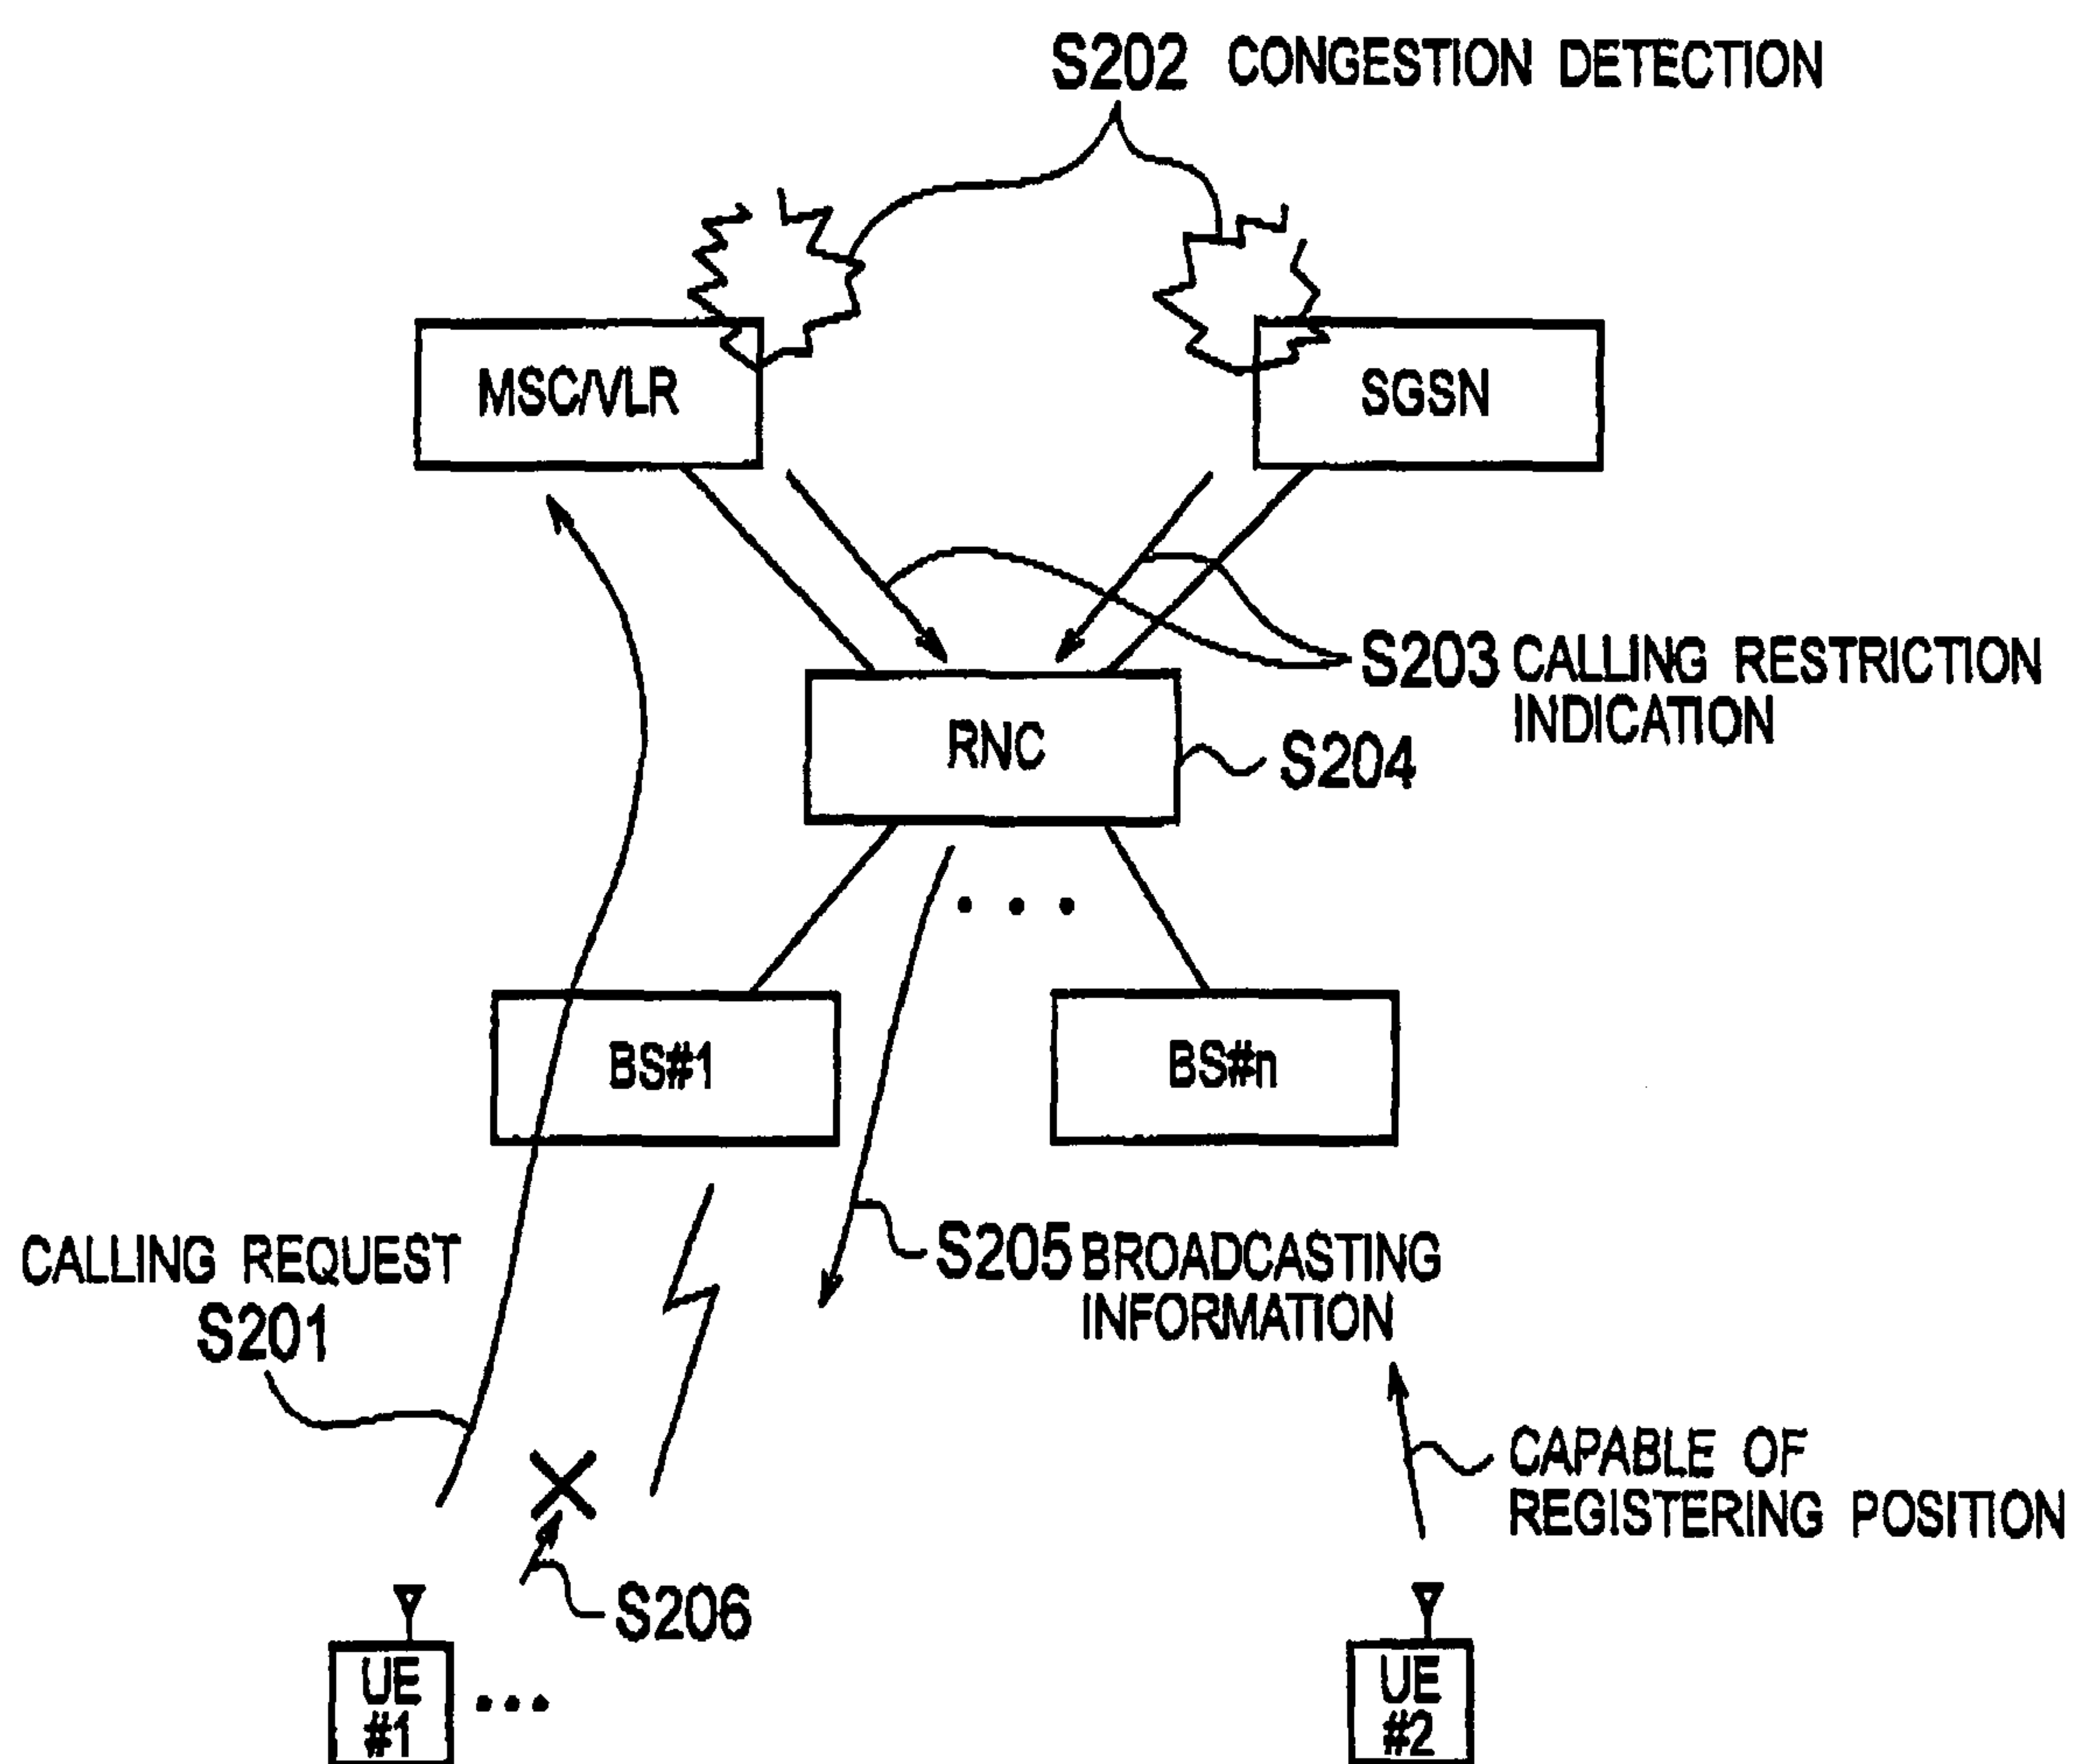 S202 CONGESTION DETECTION
MSC/VLR
SGSN
S203 CALLING RESTRICTION
INDICATION
RNC
S204
BS#1
BS#n
CALLING REQUEST
S201
S205 BROADCASTING
INFORMATION
CAPABLE OF
REGISTERING POSITION
S206
UE
#1
UE
#2